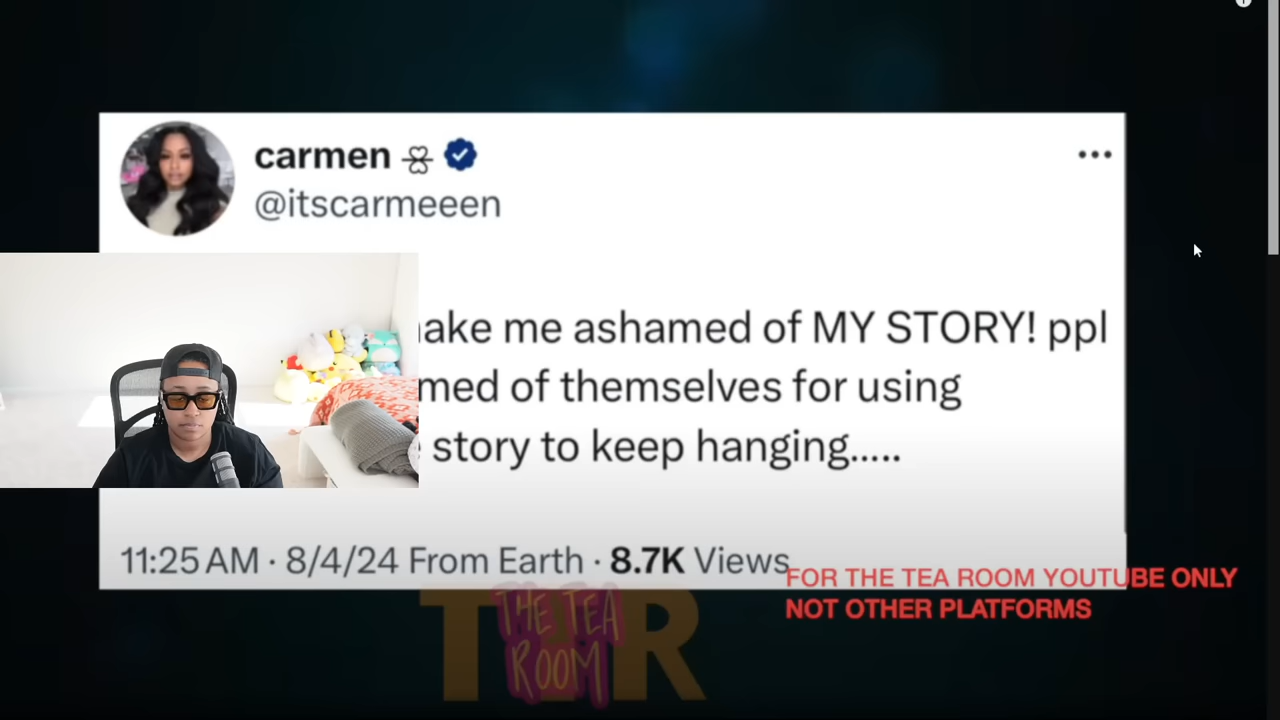 carmen
@itscarmeeen
ake me ashamed of MY STORY! ppl
med of themselves for using
story to keep hanging.....
11:25 AM · 8/4/24 From Earth · 8.7K Views
FOR THE TEA ROOM YOUTUBE ONLY
NOT OTHER PLATFORMS
T R
THE TEA
ROOM